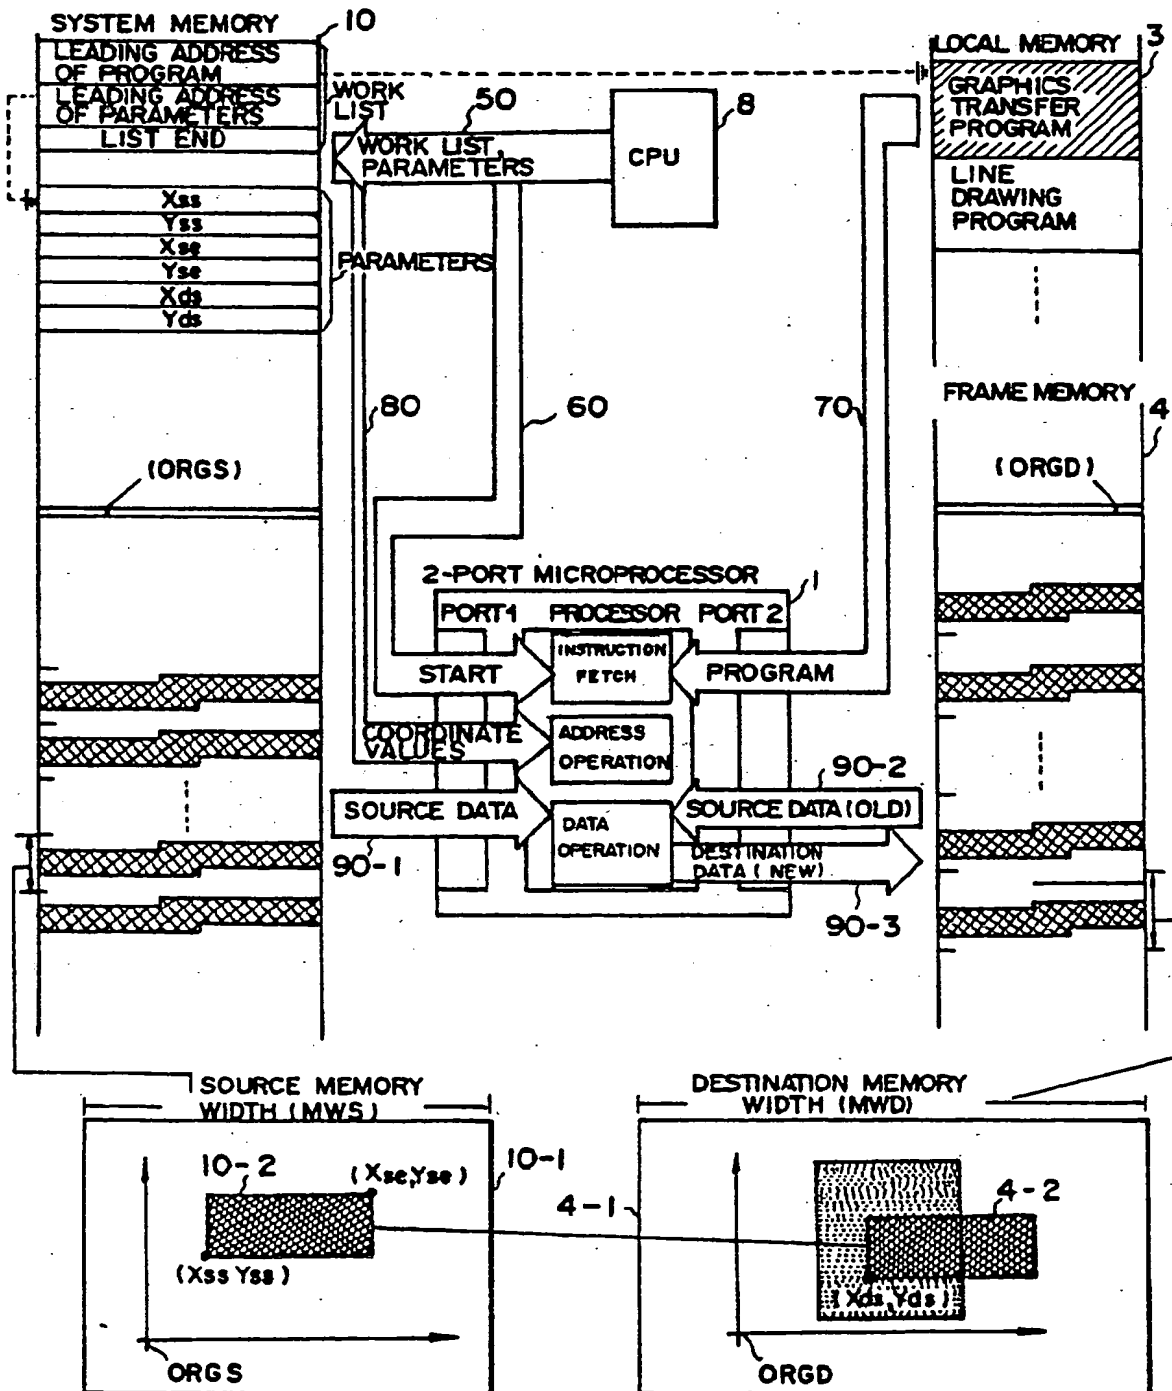 SYSTEM MEMORY
10
LEADING ADDRESS
OF PROGRAM
LEADING ADDRESS
OF PARAMETERS
LIST END
WORK
LIST
Xss
Yss
Xse
Yse
Xds
Yds
PARAMETERS
50
WORK LIST,
PARAMETERS
8
CPU
LOCAL MEMORY
3
GRAPHICS
TRANSFER
PROGRAM
LINE
DRAWING
PROGRAM
80
60
70
FRAME MEMORY
4
(ORGS)
(ORGD)
2-PORT MICROPROCESSOR
1
PORT 1 PROCESSOR PORT 2
START
INSTRUCTION
FETCH
PROGRAM
COORDINATE
VALUES
ADDRESS
OPERATION
90-2
SOURCE DATA
DATA
OPERATION
SOURCE DATA (OLD)
90-1
DESTINATION
DATA (NEW)
90-3
SOURCE MEMORY
WIDTH (MWS)
10-2
(Xse,Yse)
10-1
(Xss Yss)
ORGS
DESTINATION MEMORY
WIDTH (MWD)
4-1
4-2
(Xds,Yds)
ORGD